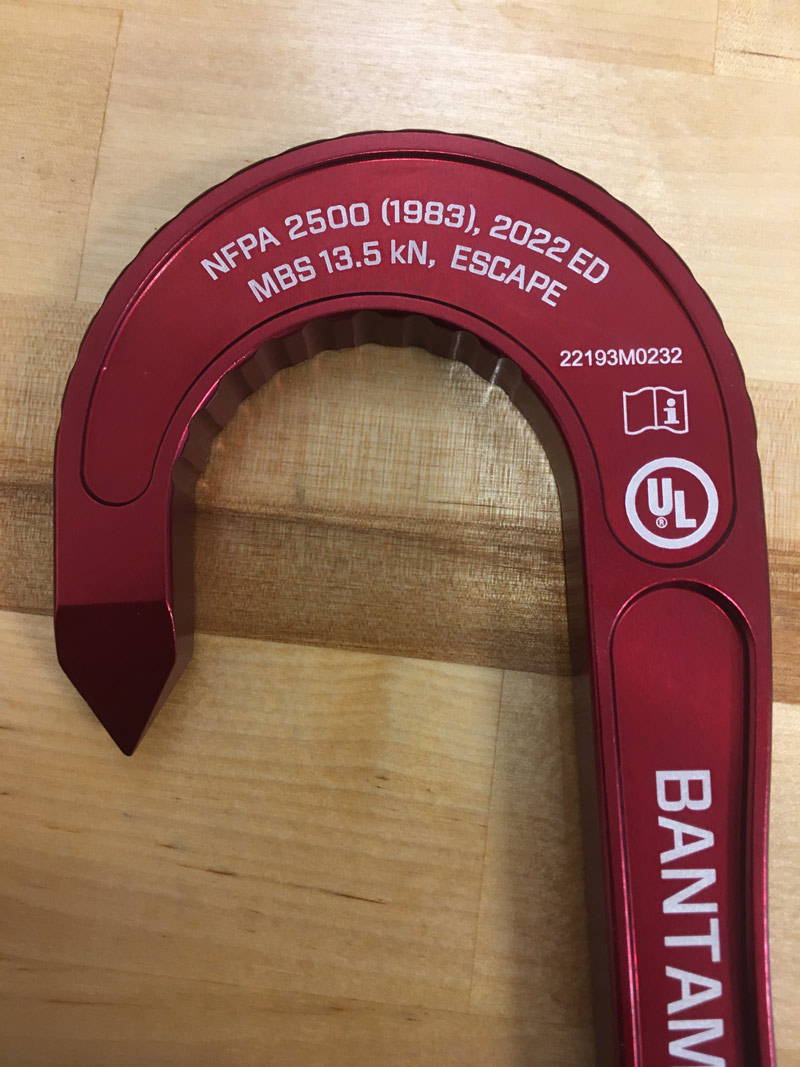 NFPA 2500 (1983), 2022 ED
MBS 13.5 kN, ESCAPE
22193M0232
i
UL
®
BANTAM